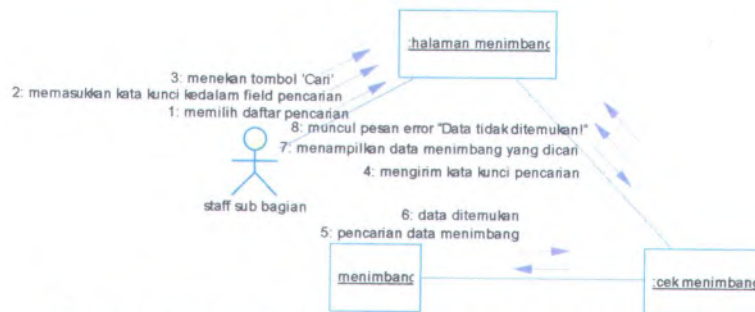 :halaman menimbang
3: menekan tombol 'Cari'
2: memasukkan kata kunci kedalam field pencarian
1: memilih daftar pencarian
8: muncul pesan error "Data tidak ditemukan!"
7: menampilkan data menimbang yang dicari
4: mengirim kata kunci pencarian
staff sub bagian
6: data ditemukan
5: pencarian data menimbang
menimbang
:cek menimbang